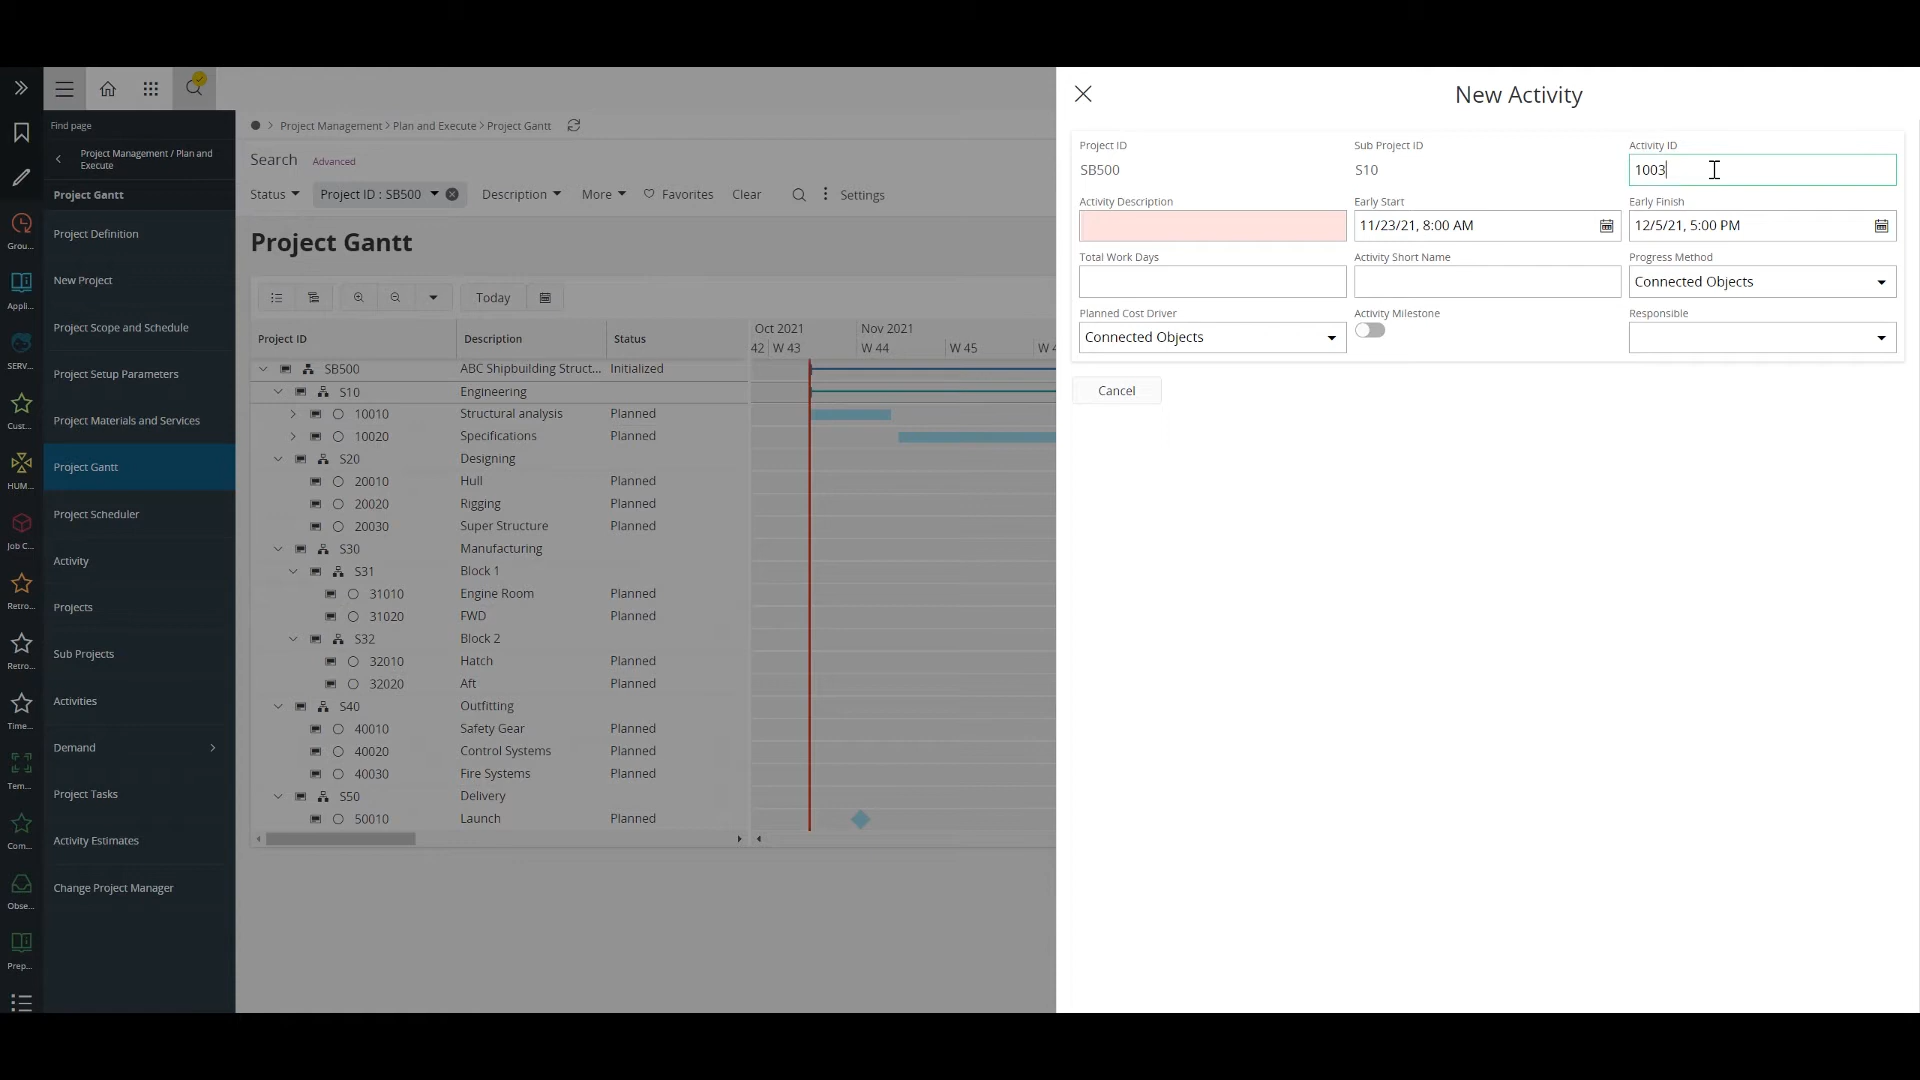 Find page
Project Management / Plan and
Execute
Project Gantt
Project Definition
New Project
Project Scope and Schedule
Project Setup Parameters
Project Materials and Services
Project Gantt
Project Scheduler
Activity
Projects
Sub Projects
Activities
Demand
Project Tasks
Activity Estimates
Change Project Manager
Grou...
Appli...
SERV...
Cust...
HUM...
Job C...
Retro...
Retro...
Time...
Tem...
Com...
Obse...
Prep...
Project Management > Plan and Execute > Project Gantt
Search Advanced
Status Project ID : SB500 Description More Favorites Clear Settings
Project Gantt
Today
Project ID Description Status
Oct 2021 Nov 2021
42 W 43 W 44 W 45 W 4
SB500 ABC Shipbuilding Struct... Initialized
S10 Engineering
10010 Structural analysis Planned
10020 Specifications Planned
S20 Designing
20010 Hull Planned
20020 Rigging Planned
20030 Super Structure Planned
S30 Manufacturing
S31 Block 1
31010 Engine Room Planned
31020 FWD Planned
S32 Block 2
32010 Hatch Planned
32020 Aft Planned
S40 Outfitting
40010 Safety Gear Planned
40020 Control Systems Planned
40030 Fire Systems Planned
S50 Delivery
50010 Launch Planned
New Activity
Project ID Sub Project ID Activity ID
SB500 S10 1003
Activity Description Early Start Early Finish
11/23/21, 8:00 AM 12/5/21, 5:00 PM
Total Work Days Activity Short Name Progress Method
Connected Objects
Planned Cost Driver Activity Milestone Responsible
Connected Objects
Cancel